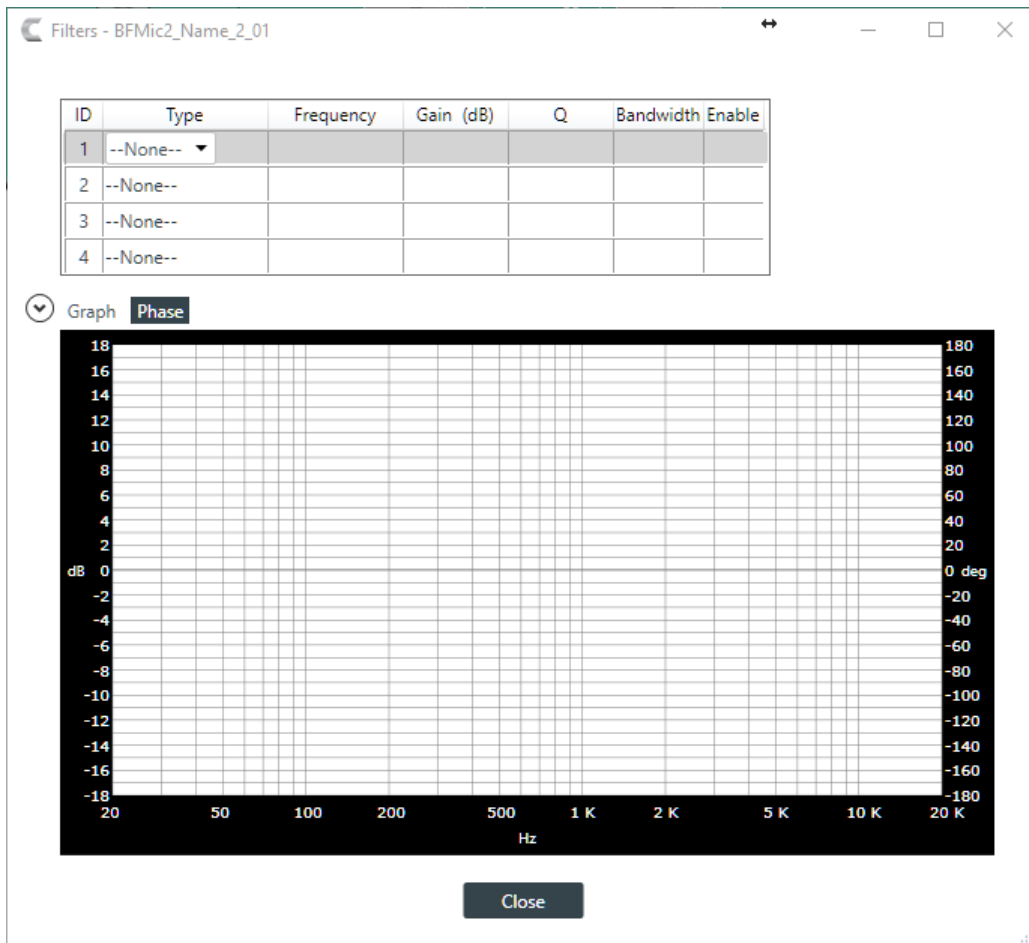 Filters - BFMic2_Name_2_01
ID Type Frequency Gain (dB) Q Bandwidth Enable
1 --None--
2 --None--
3 --None--
4 --None--
Graph Phase
18 180
16 160
14 140
12 120
10 100
8 80
6 60
4 40
2 20
dB 0 0 deg
-2 -20
-4 -40
-6 -60
-8 -80
-10 -100
-12 -120
-14 -140
-16 -160
-18 -180
20 50 100 200 500 1 K 2 K 5 K 10 K 20 K
Hz
Close